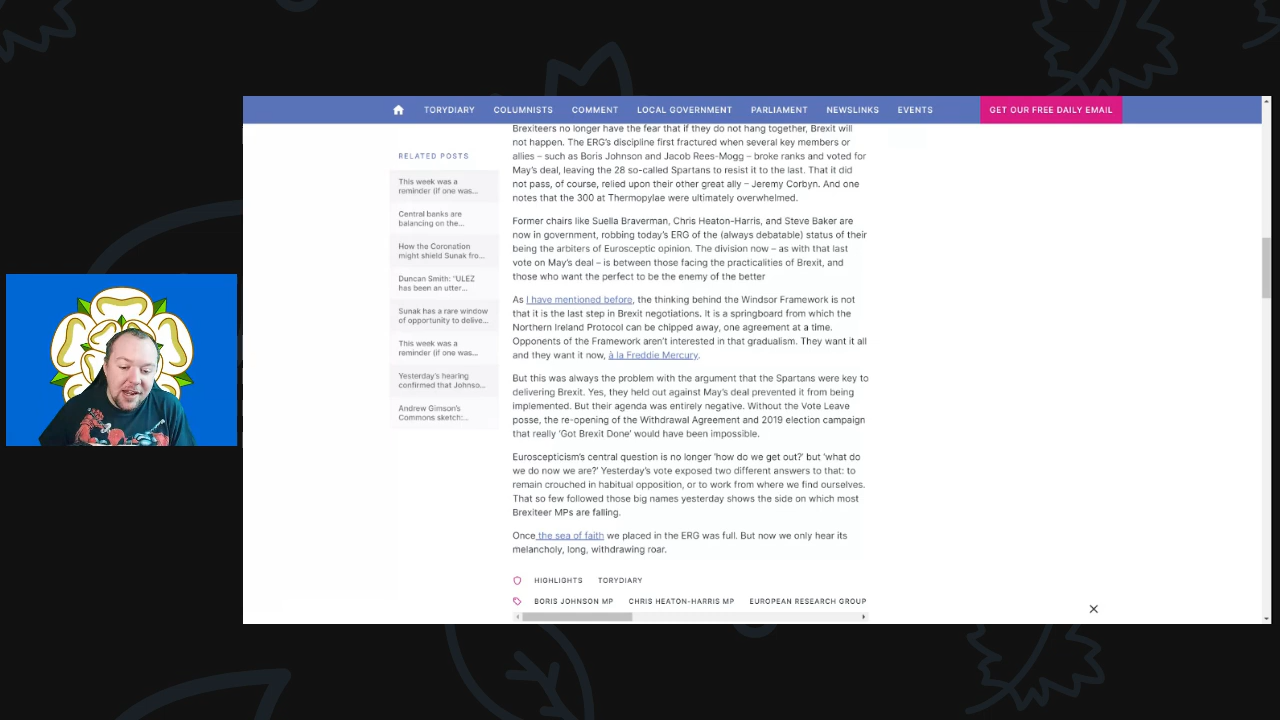 TORYDIARY COLUMNISTS COMMENT LOCAL GOVERNMENT PARLIAMENT NEWSLINKS EVENTS GET OUR FREE DAILY EMAIL
RELATED POSTS
This week was a
reminder (if one was...
Central banks are
balancing on the...
How the Coronation
might shield Sunak fro...
Duncan Smith: "ULEZ
has been an utter...
Sunak has a rare window
of opportunity to delive...
This week was a
reminder (if one was...
Yesterday's hearing
confirmed that Johnso...
Andrew Gimson's
Commons sketch:...
Brexiteers no longer have the fear that if they do not hang together, Brexit will
not happen. The ERG's discipline first fractured when several key members or
allies – such as Boris Johnson and Jacob Rees-Mogg – broke ranks and voted for
May's deal, leaving the 28 so-called Spartans to resist it to the last. That it did
not pass, of course, relied upon their other great ally – Jeremy Corbyn. And one
notes that the 300 at Thermopylae were ultimately overwhelmed.
Former chairs like Suella Braverman, Chris Heaton-Harris, and Steve Baker are
now in government, robbing today's ERG of the (always debatable) status of their
being the arbiters of Eurosceptic opinion. The division now – as with that last
vote on May's deal – is between those facing the practicalities of Brexit, and
those who want the perfect to be the enemy of the better
As I have mentioned before, the thinking behind the Windsor Framework is not
that it is the last step in Brexit negotiations. It is a springboard from which the
Northern Ireland Protocol can be chipped away, one agreement at a time.
Opponents of the Framework aren't interested in that gradualism. They want it all
and they want it now, à la Freddie Mercury.
But this was always the problem with the argument that the Spartans were key to
delivering Brexit. Yes, they held out against May's deal prevented it from being
implemented. But their agenda was entirely negative. Without the Vote Leave
posse, the re-opening of the Withdrawal Agreement and 2019 election campaign
that really 'Got Brexit Done' would have been impossible.
Euroscepticism's central question is no longer 'how do we get out?' but 'what do
we do now we are?' Yesterday's vote exposed two different answers to that: to
remain crouched in habitual opposition, or to work from where we find ourselves.
That so few followed those big names yesterday shows the side on which most
Brexiteer MPs are falling.
Once the sea of faith we placed in the ERG was full. But now we only hear its
melancholy, long, withdrawing roar.
HIGHLIGHTS TORYDIARY
BORIS JOHNSON MP CHRIS HEATON-HARRIS MP EUROPEAN RESEARCH GROUP